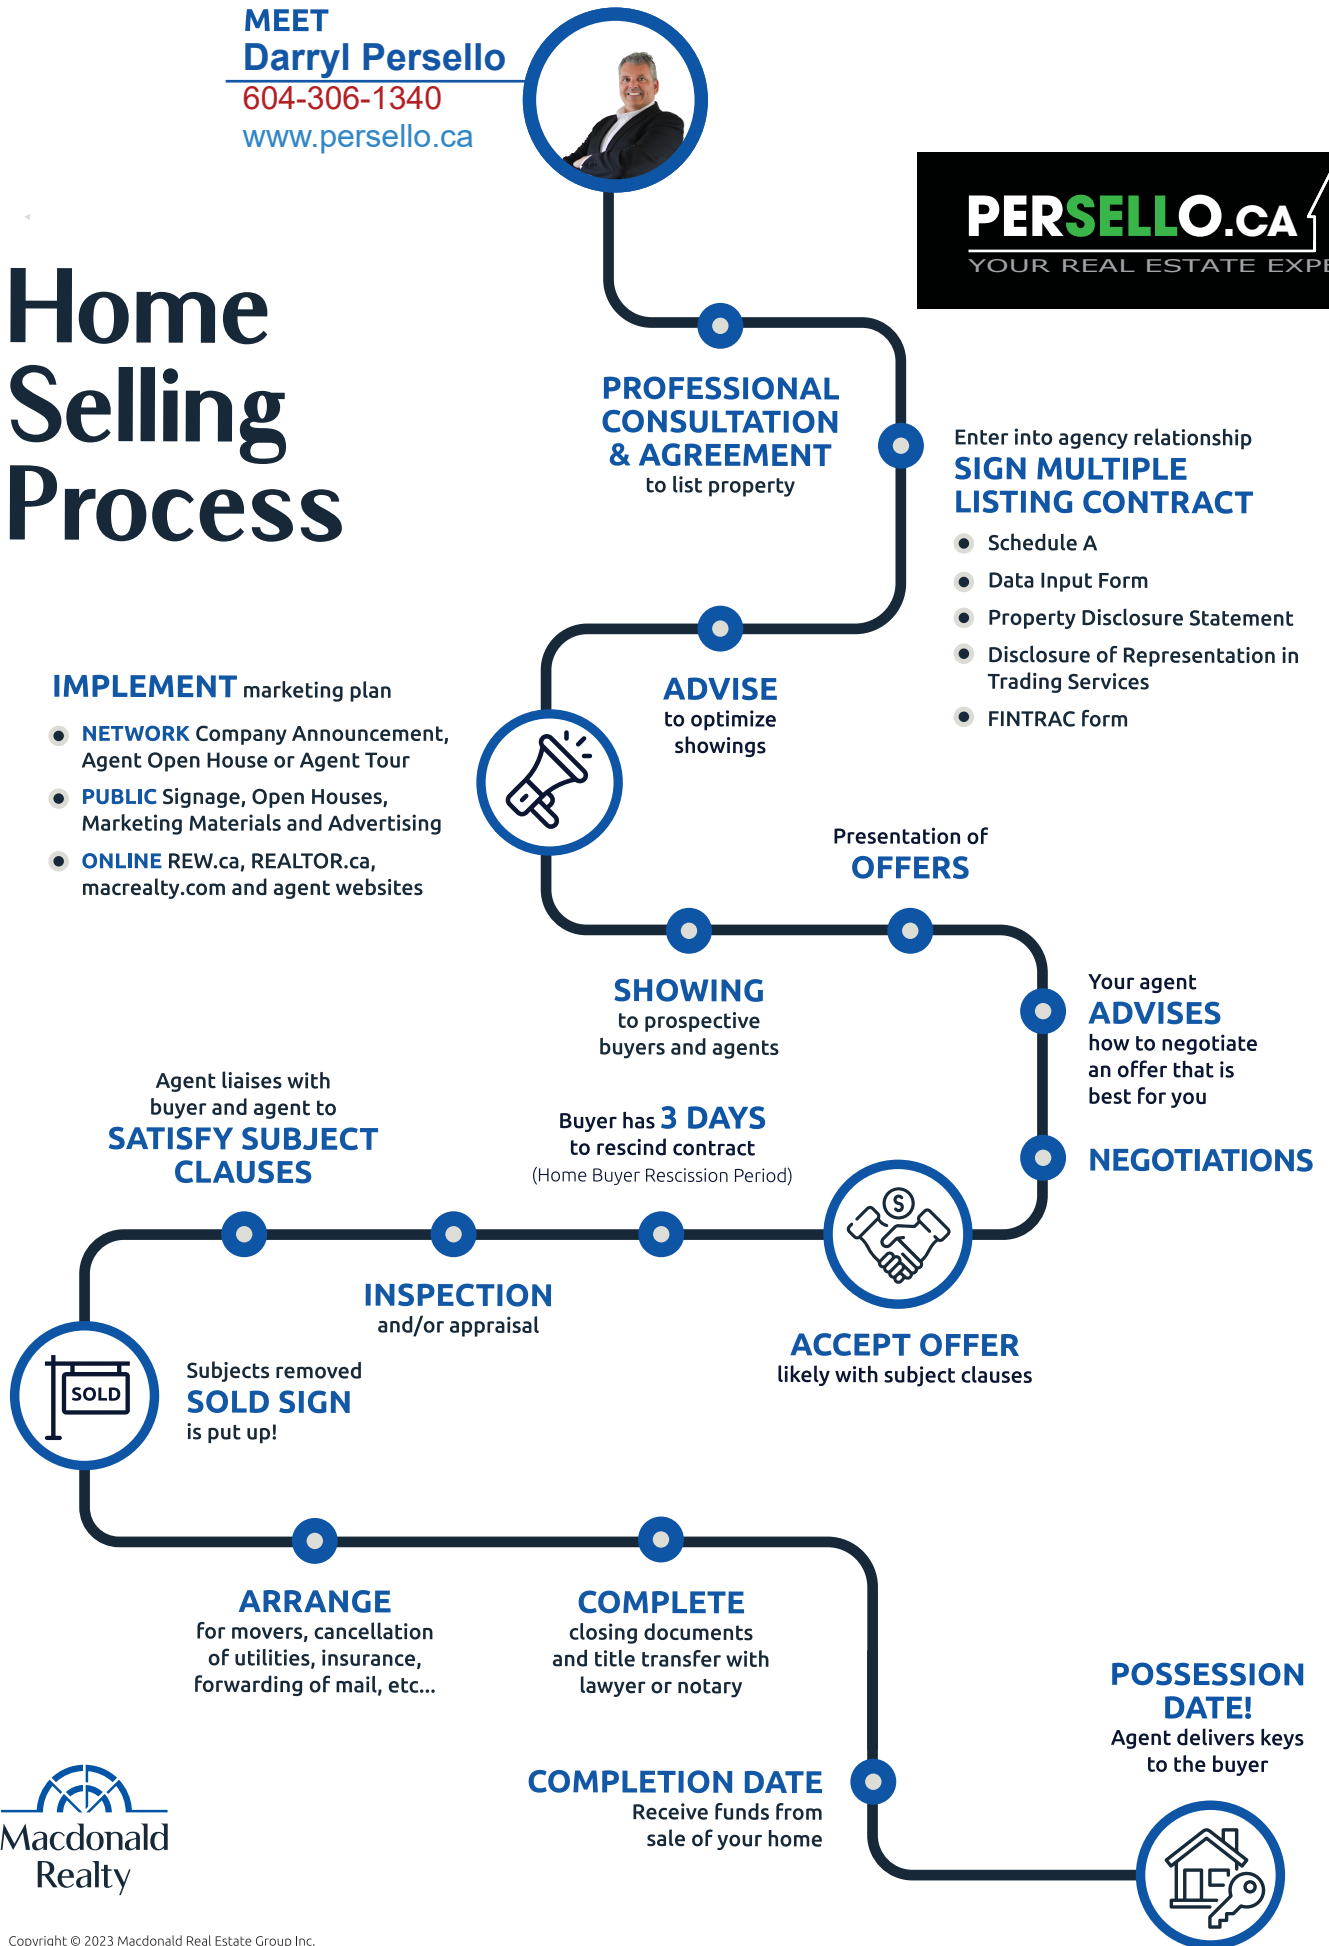 MEET
Darryl Persello
604-306-1340
www.persello.ca
PERSELLO.CA
YOUR REAL ESTATE
Home
Selling
Process
PROFESSIONAL
CONSULTATION
& AGREEMENT
to list property
Enter into agency relationship
SIGN MULTIPLE
LISTING CONTRACT
Schedule A
Data Input Form
Property Disclosure Statement
Disclosure of Representation in
Trading Services
FINTRAC form
ADVISE
to optimize
showings
IMPLEMENT marketing plan
NETWORK Company Announcement,
Agent Open House or Agent Tour
PUBLIC Signage, Open Houses,
Marketing Materials and Advertising
ONLINE REW.ca, REALTOR.ca,
macrealty.com and agent websites
SHOWING
to prospective
buyers and agents
Presentation of
OFFERS
Your agent
ADVISES
how to negotiate
an offer that is
best for you
NEGOTIATIONS
ACCEPT OFFER
likely with subject clauses
Buyer has 3 DAYS
to rescind contract
(Home Buyer Rescission Period)
INSPECTION
and/or appraisal
Agent liaises with
buyer and agent to
SATISFY SUBJECT
CLAUSES
SOLD
Subjects removed
SOLD SIGN
is put up!
ARRANGE
for movers, cancellation
of utilities, insurance,
forwarding of mail, etc...
COMPLETE
closing documents
and title transfer with
lawyer or notary
COMPLETION DATE
Receive funds from
sale of your home
POSSESSION
DATE!
Agent delivers keys
to the buyer
Macdonald
Realty
Copyright © 2023 Macdonald Real Estate Group Inc.